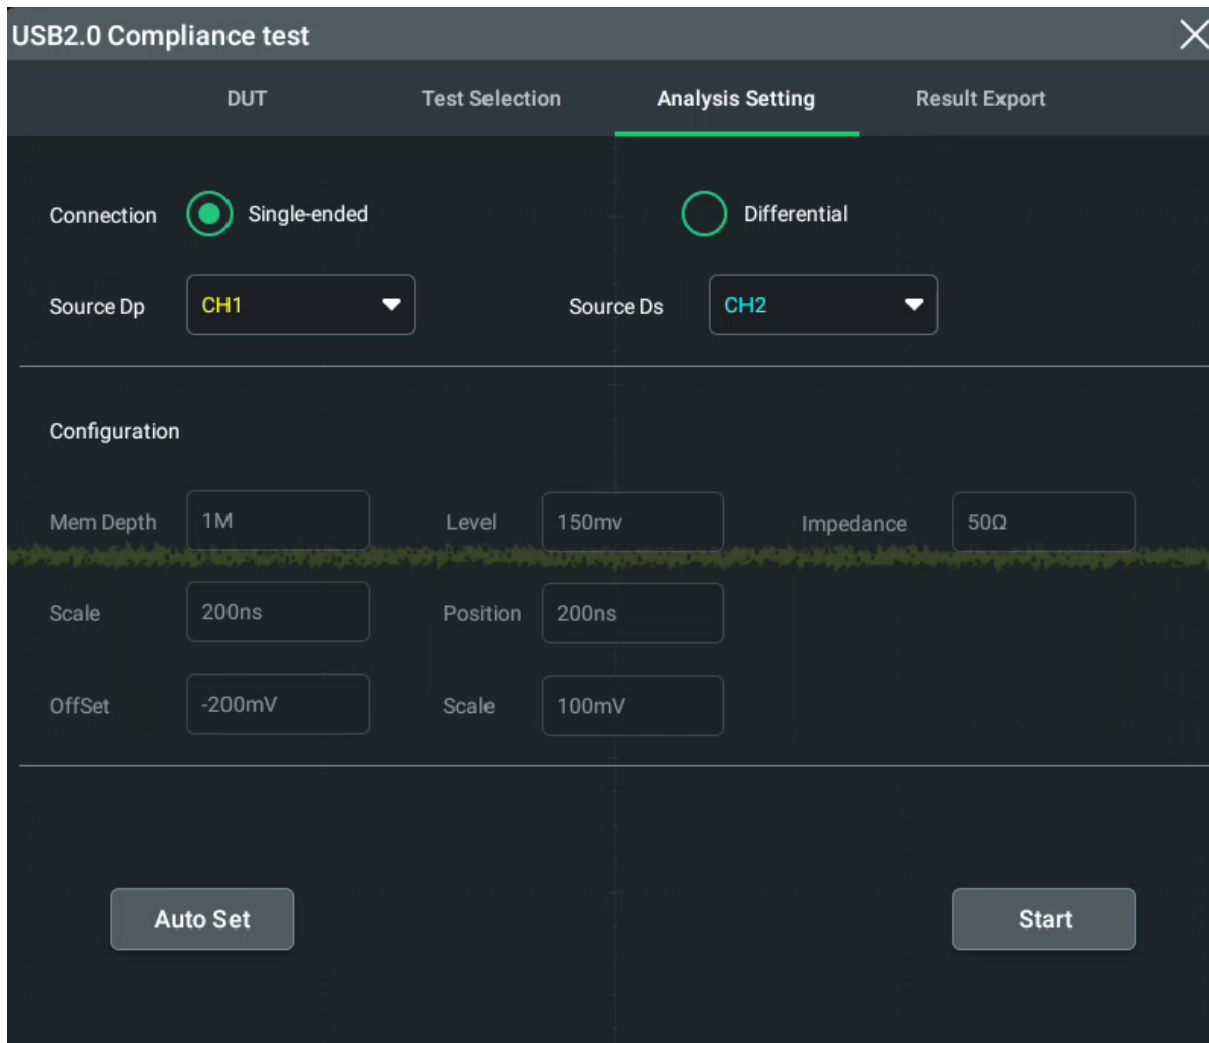 USB2.0 Compliance test
DUT Test Selection Analysis Setting Result Export
Connection Single-ended Differential
Source Dp CH1 Source Ds CH2
Configuration
Mem Depth 1M Level 150mv Impedance 50Ω
Scale 200ns Position 200ns
OffSet -200mV Scale 100mV
Auto Set Start